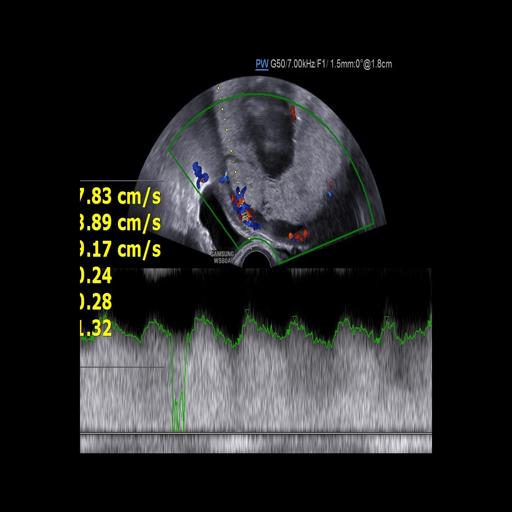 PW G50/7.00kHz/F1/ 1.5mm:0°@1.8cm
7.83 cm/s
3.89 cm/s
9.17 cm/s
0.24
0.28
1.32
SAMSUNG
WS80A